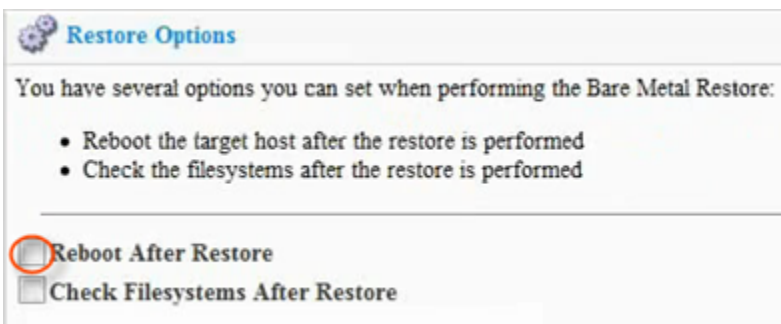 Restore Options
You have several options you can set when performing the Bare Metal Restore:
• Reboot the target host after the restore is performed
• Check the filesystems after the restore is performed
Reboot After Restore
Check Filesystems After Restore